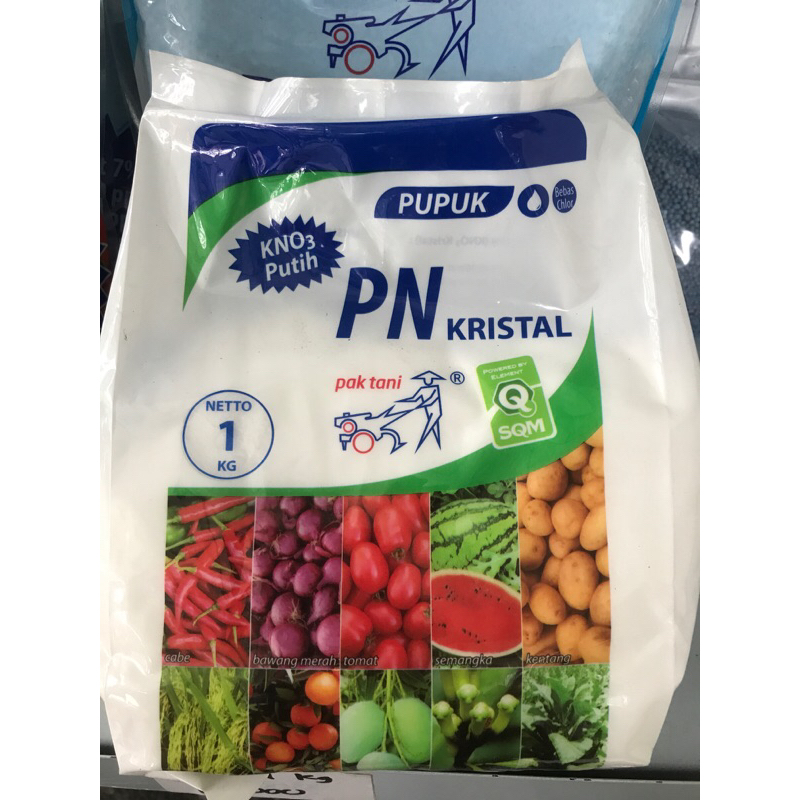 PUPUK
Bebas
Chlor
KNO3
Putih
PN KRISTAL
pak tani ®
POWERED BY
ELEMENT
Q
SQM
NETTO
1
KG
cabe
bawang merah
tomat
semangka
kentang